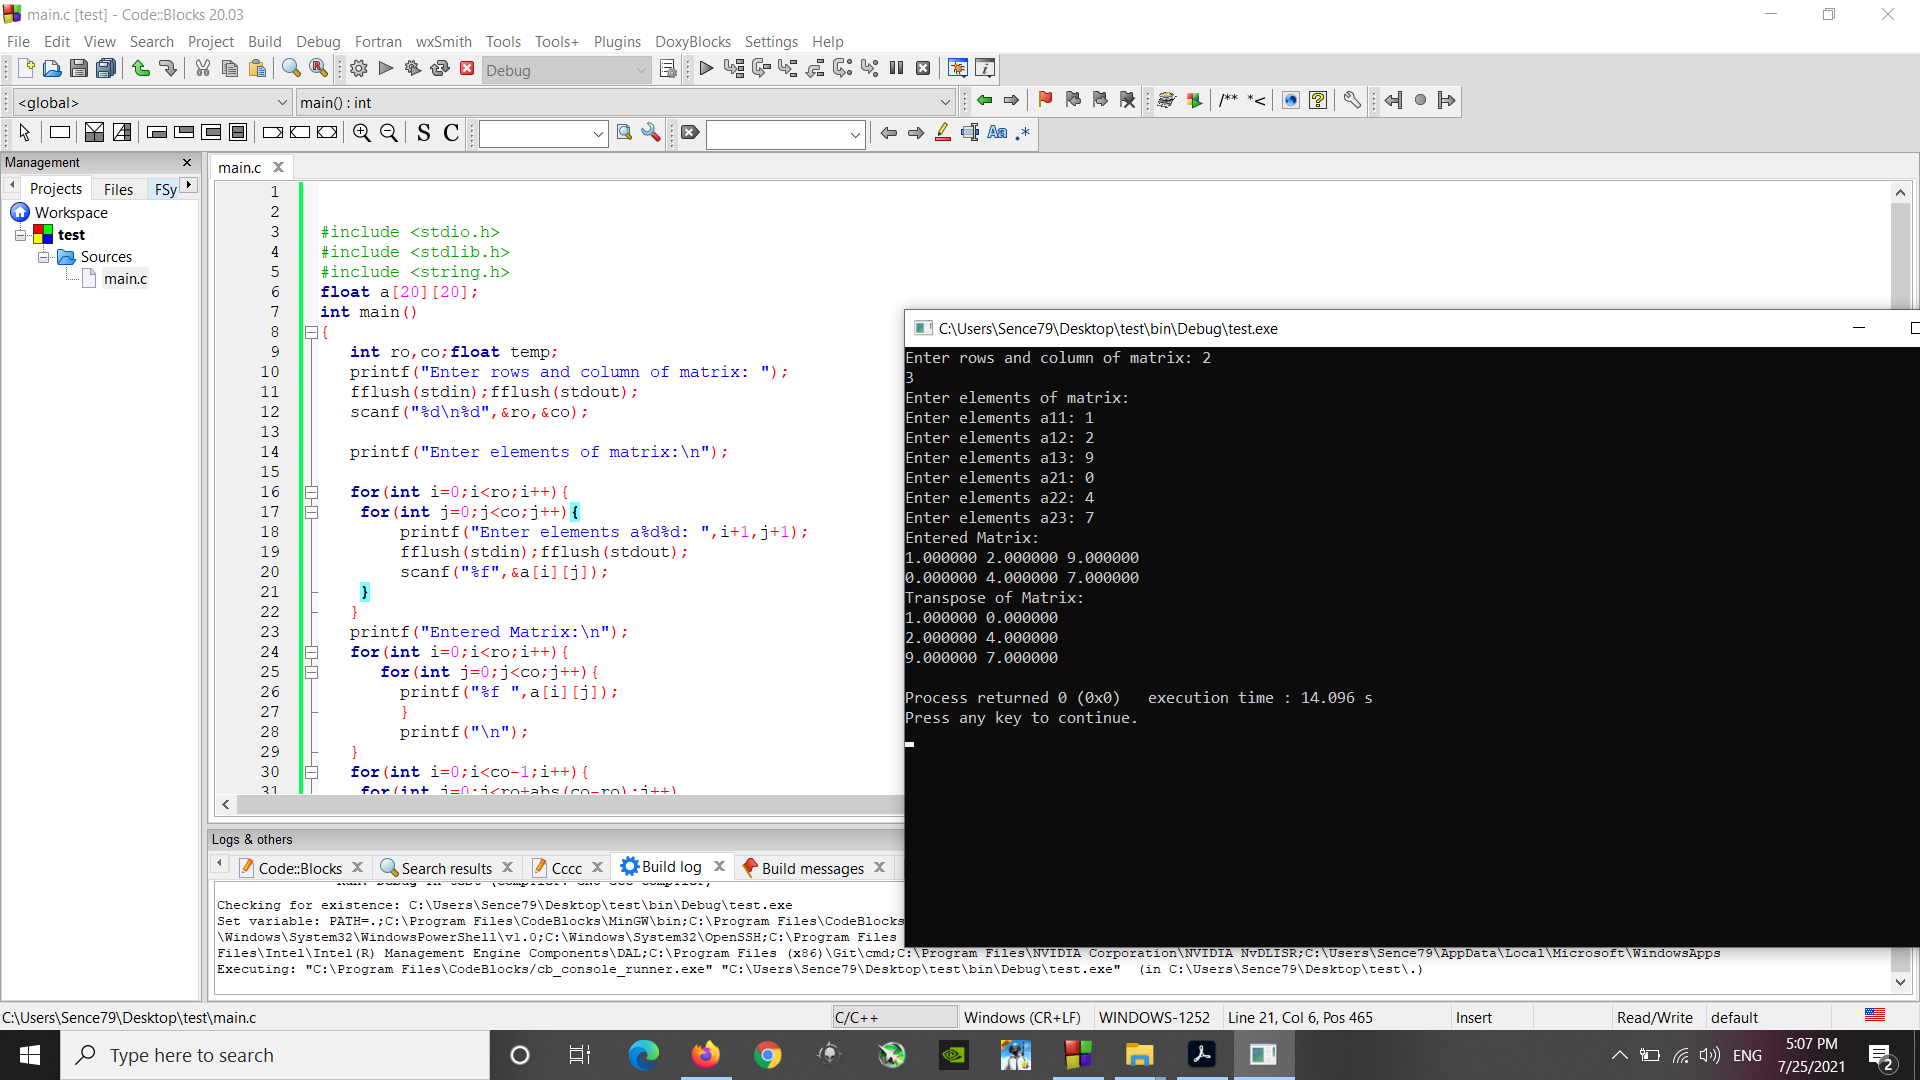 main.c [test] - Code::Blocks 20.03
File Edit View Search Project Build Debug Fortran wxSmith Tools Tools+ Plugins DoxyBlocks Settings Help
Debug
<global> main() : int
/** *<
S C Aa .*
Management
Projects Files FSy
Workspace
test
Sources
main.c
main.c
1
2
3 #include <stdio.h>
4 #include <stdlib.h>
5 #include <string.h>
6 float a[20][20];
7 int main()
8 {
9 int ro,co;float temp;
10 printf("Enter rows and column of matrix: ");
11 fflush(stdin);fflush(stdout);
12 scanf("%d\n%d",&ro,&co);
13
14 printf("Enter elements of matrix:\n");
15
16 for(int i=0;i<ro;i++){
17 for(int j=0;j<co;j++){
18 printf("Enter elements a%d%d: ",i+1,j+1);
19 fflush(stdin);fflush(stdout);
20 scanf("%f",&a[i][j]);
21 }
22 }
23 printf("Entered Matrix:\n");
24 for(int i=0;i<ro;i++){
25 for(int j=0;j<co;j++){
26 printf("%f ",a[i][j]);
27 }
28 printf("\n");
29 }
30 for(int i=0;i<co-1;i++){
31 for(int j=0;j<ro+abs(co-ro);j++)
C:\Users\Sence79\Desktop\test\bin\Debug\test.exe
Enter rows and column of matrix: 2
3
Enter elements of matrix:
Enter elements a11: 1
Enter elements a12: 2
Enter elements a13: 9
Enter elements a21: 0
Enter elements a22: 4
Enter elements a23: 7
Entered Matrix:
1.000000 2.000000 9.000000
0.000000 4.000000 7.000000
Transpose of Matrix:
1.000000 0.000000
2.000000 4.000000
9.000000 7.000000
Process returned 0 (0x0) execution time : 14.096 s
Press any key to continue.
Logs & others
Code::Blocks Search results Cccc Build log Build messages
Checking for existence: C:\Users\Sence79\Desktop\test\bin\Debug\test.exe
Set variable: PATH=.;C:\Program Files\CodeBlocks\MinGW\bin;C:\Program Files\CodeBlocks
\Windows\System32\WindowsPowerShell\v1.0;C:\Windows\System32\OpenSSH;C:\Program Files
Files\Intel\Intel(R) Management Engine Components\DAL;C:\Program Files (x86)\Git\cmd;C:\Program Files\NVIDIA Corporation\NVIDIA NvDLISR;C:\Users\Sence79\AppData\Local\Microsoft\WindowsApps
Executing: "C:\Program Files\CodeBlocks/cb_console_runner.exe" "C:\Users\Sence79\Desktop\test\bin\Debug\test.exe" (in C:\Users\Sence79\Desktop\test\.)
C:\Users\Sence79\Desktop\test\main.c C/C++ Windows (CR+LF) WINDOWS-1252 Line 21, Col 6, Pos 465 Insert Read/Write default
Type here to search
ENG
5:07 PM
7/25/2021
2